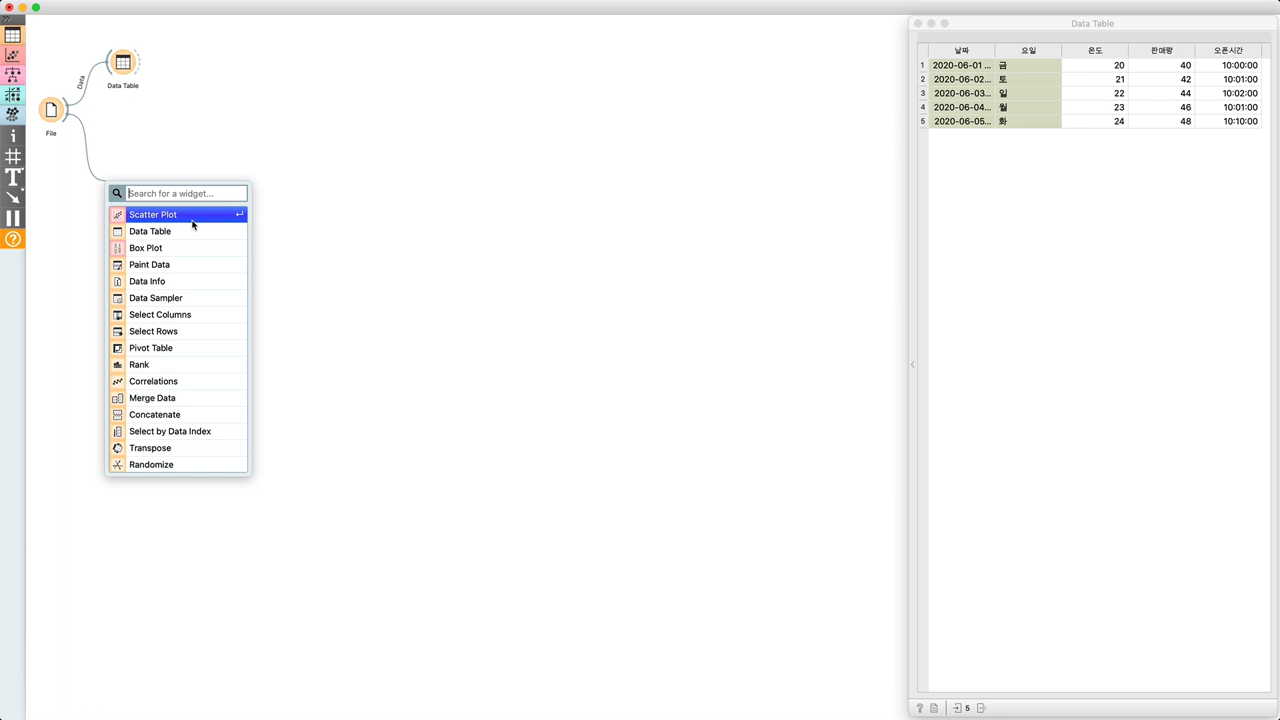 Data Table
Data
Data Table
File
Search for a widget...
Scatter Plot
Data Table
Box Plot
Paint Data
Data Info
Data Sampler
Select Columns
Select Rows
Pivot Table
Rank
Correlations
Merge Data
Concatenate
Select by Data Index
Transpose
Randomize
날짜 요일 온도 판매량 오픈시간
1 2020-06-01 ... 금 20 40 10:00:00
2 2020-06-02... 토 21 42 10:01:00
3 2020-06-03... 일 22 44 10:02:00
4 2020-06-04... 월 23 46 10:01:00
5 2020-06-05... 화 24 48 10:10:00
5